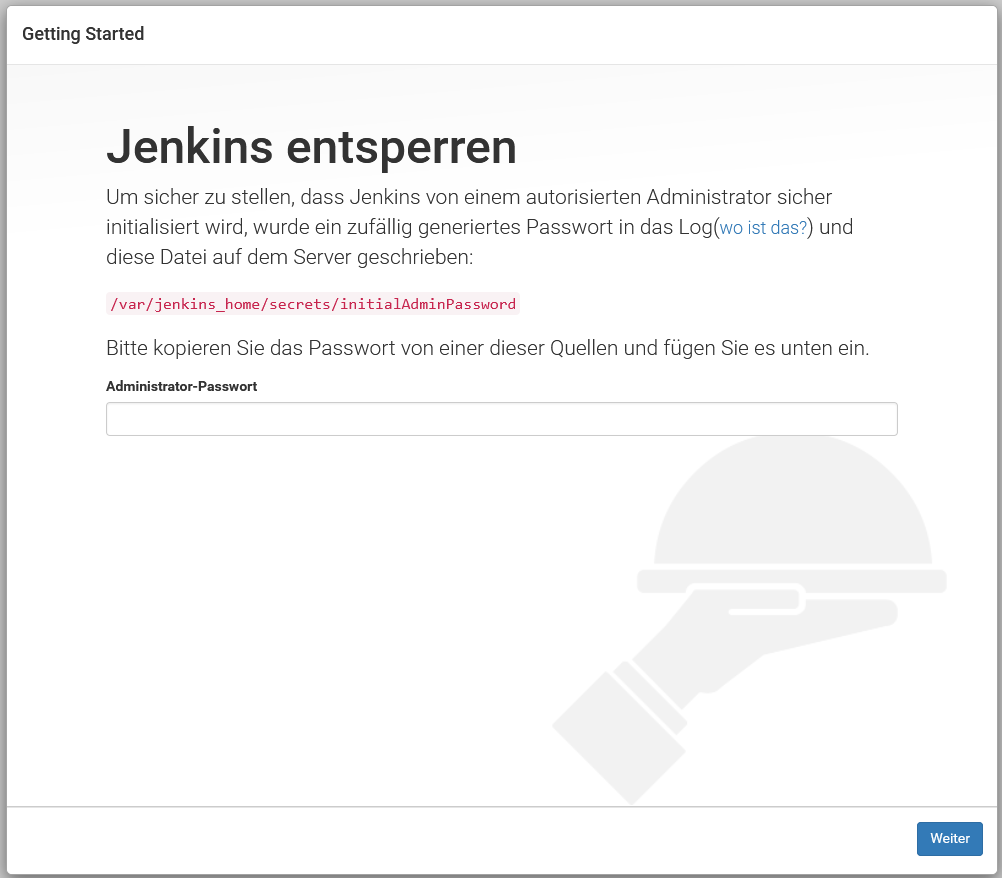 Getting Started
Jenkins entsperren
Um sicher zu stellen, dass Jenkins von einem autorisierten Administrator sicher
initialisiert wird, wurde ein zufällig generiertes Passwort in das Log(wo ist das?) und
diese Datei auf dem Server geschrieben:
/var/jenkins_home/secrets/initialAdminPassword
Bitte kopieren Sie das Passwort von einer dieser Quellen und fügen Sie es unten ein.
Administrator-Passwort
Weiter